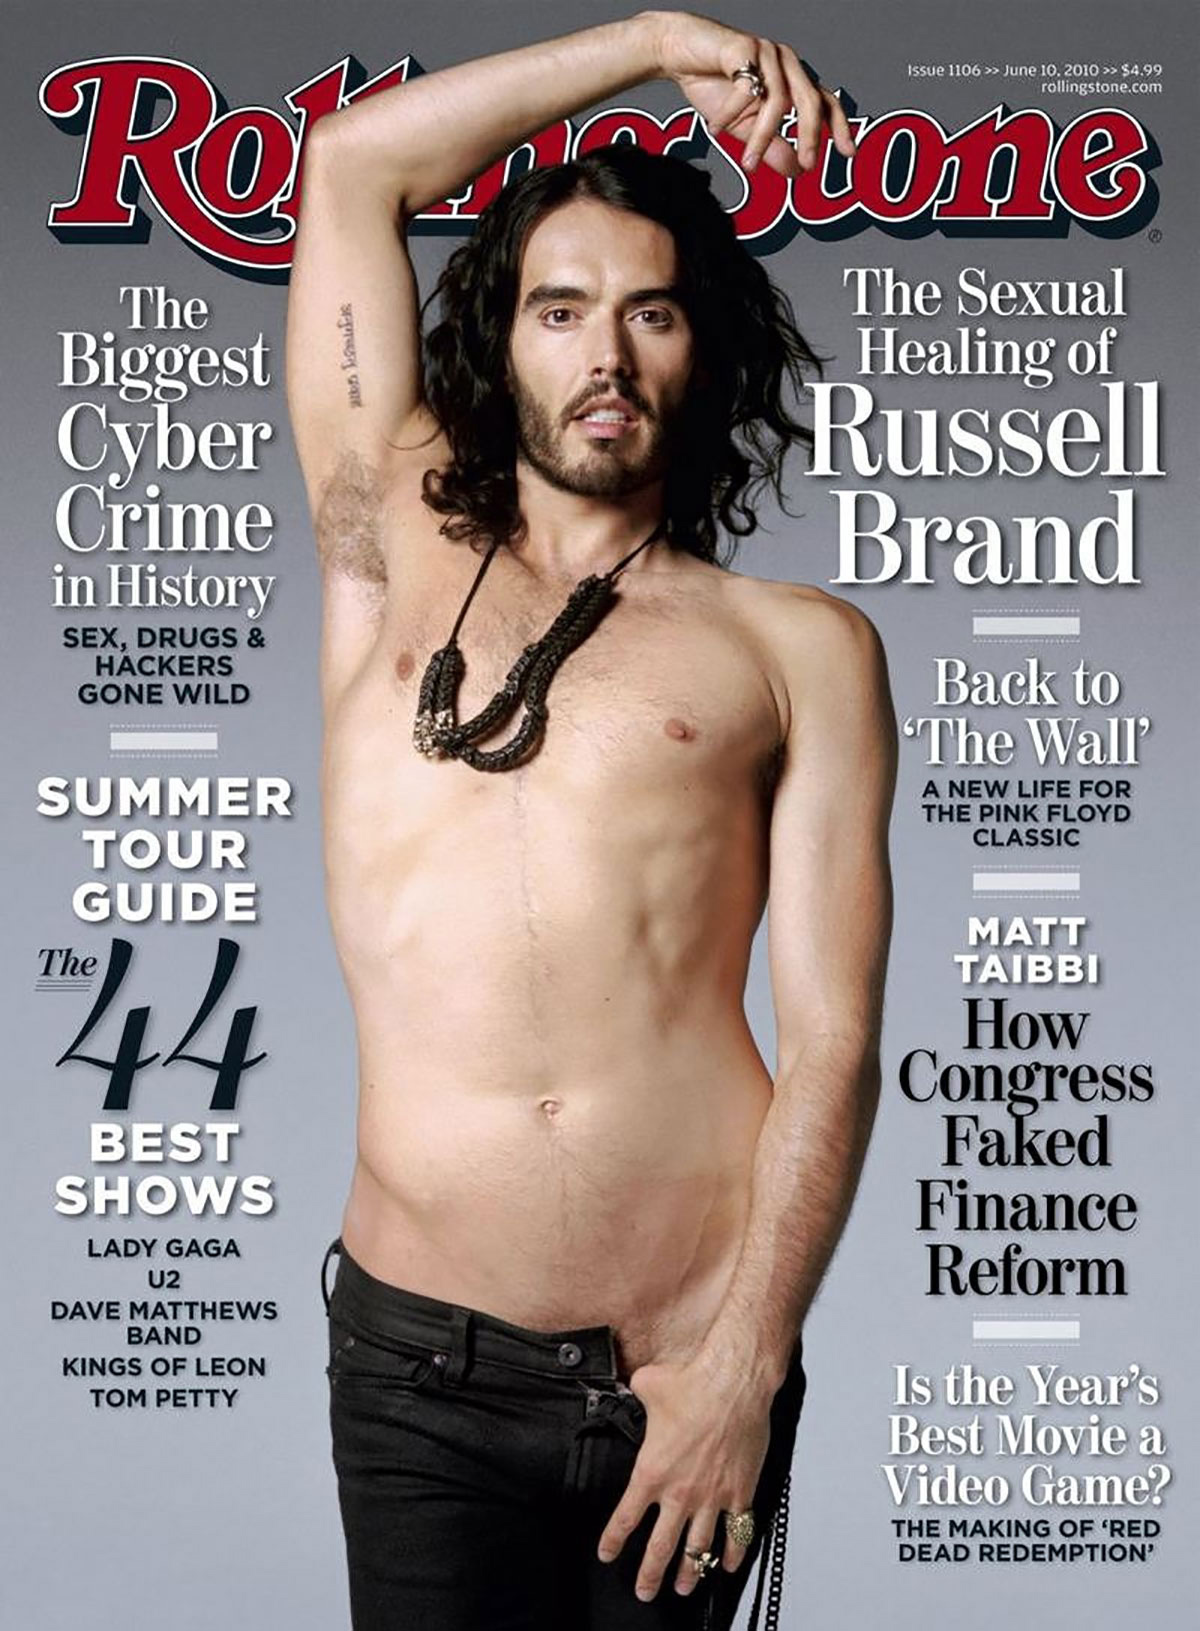 Issue 1106 >> June 10, 2010 >> $4.99
rollingstone.com
RollingStone
®
The
Biggest
Cyber
Crime
in History
SEX, DRUGS &
HACKERS
GONE WILD
SUMMER
TOUR
GUIDE
The
44
BEST
SHOWS
LADY GAGA
U2
DAVE MATTHEWS
BAND
KINGS OF LEON
TOM PETTY
The Sexual
Healing of
Russell
Brand
Back to
‘The Wall’
A NEW LIFE FOR
THE PINK FLOYD
CLASSIC
MATT
TAIBBI
How
Congress
Faked
Finance
Reform
Is the Year’s
Best Movie a
Video Game?
THE MAKING OF ‘RED
DEAD REDEMPTION’